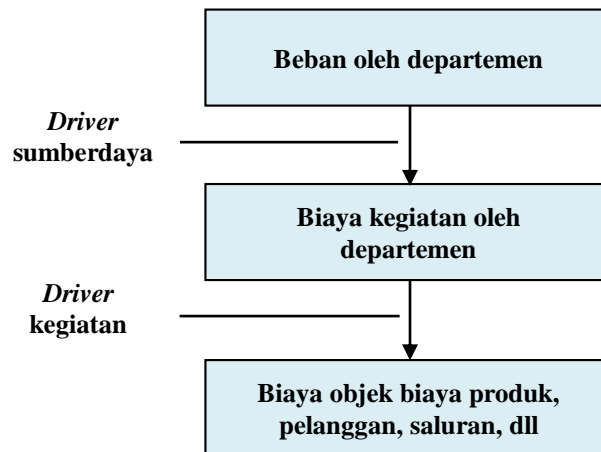 Beban oleh departemen
Driver
sumberdaya
Biaya kegiatan oleh
departemen
Driver
kegiatan
Biaya objek biaya produk,
pelanggan, saluran, dll